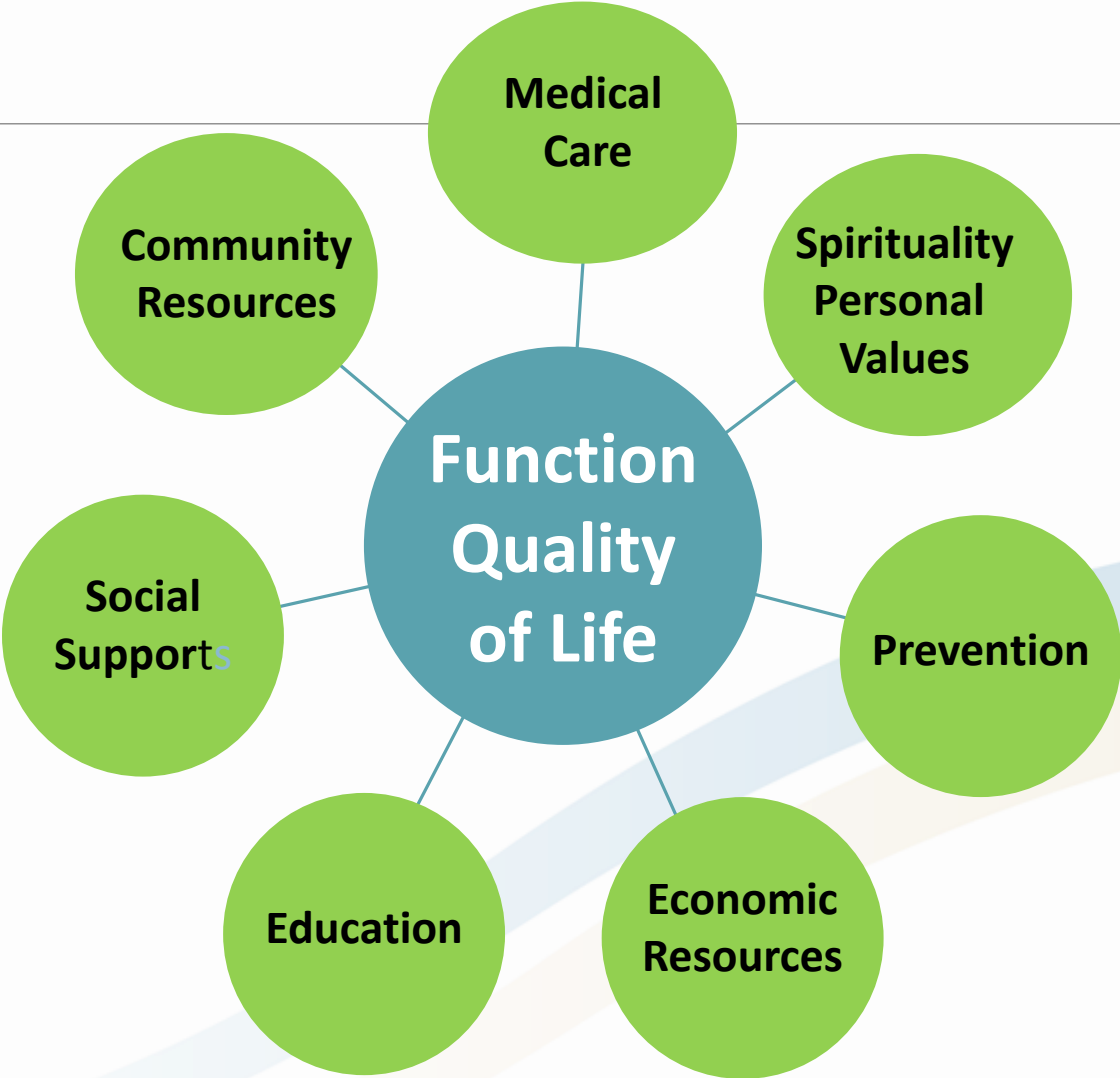 Medical
Care
Spirituality
Personal
Values
Prevention
Economic
Resources
Education
Social
Supports
Community
Resources
Function
Quality
of Life